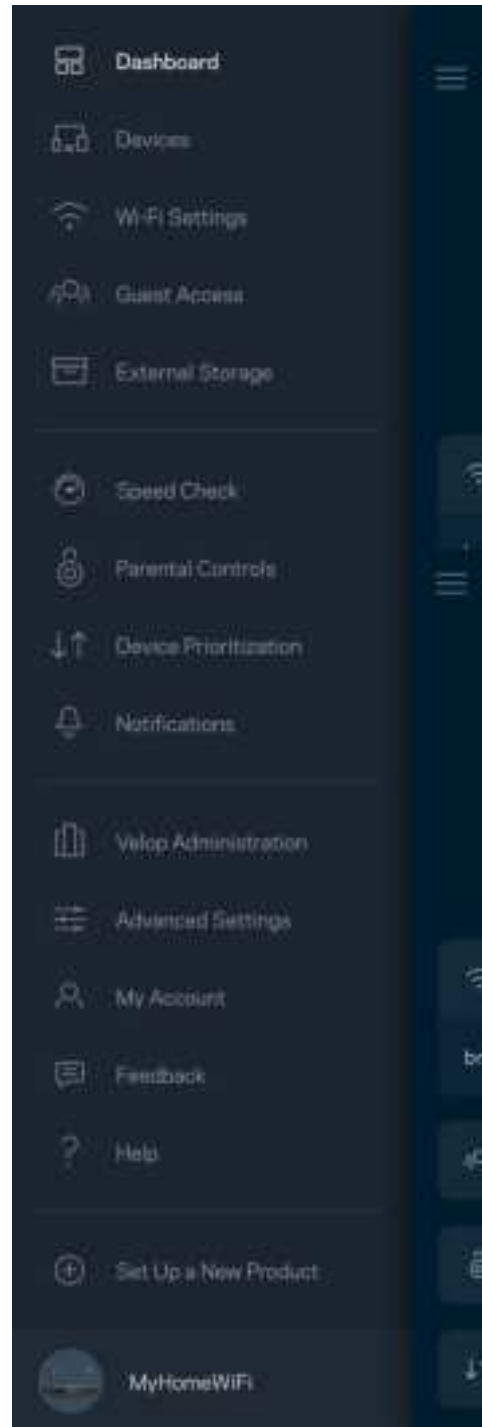 Dashboard
Devices
Wi-Fi Settings
Guest Access
External Storage
Speed Check
Parental Controls
Device Prioritization
Notifications
Velop Administration
Advanced Settings
My Account
Feedback
? Help
Set Up a New Product
MyHomeWiFi